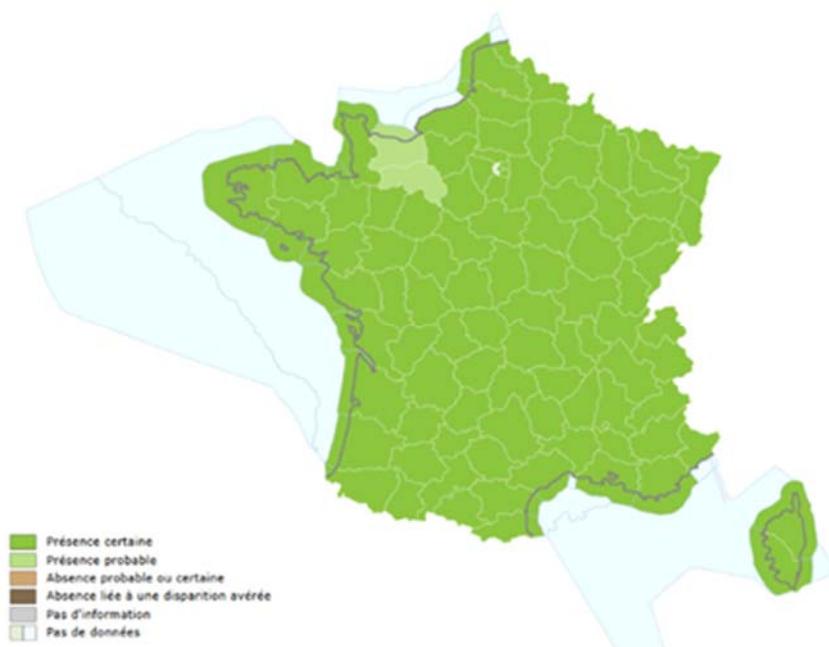 Présence certaine
Présence probable
Absence probable ou certaine
Absence liée à une disparition avérée
Pas d'information
Pas de données